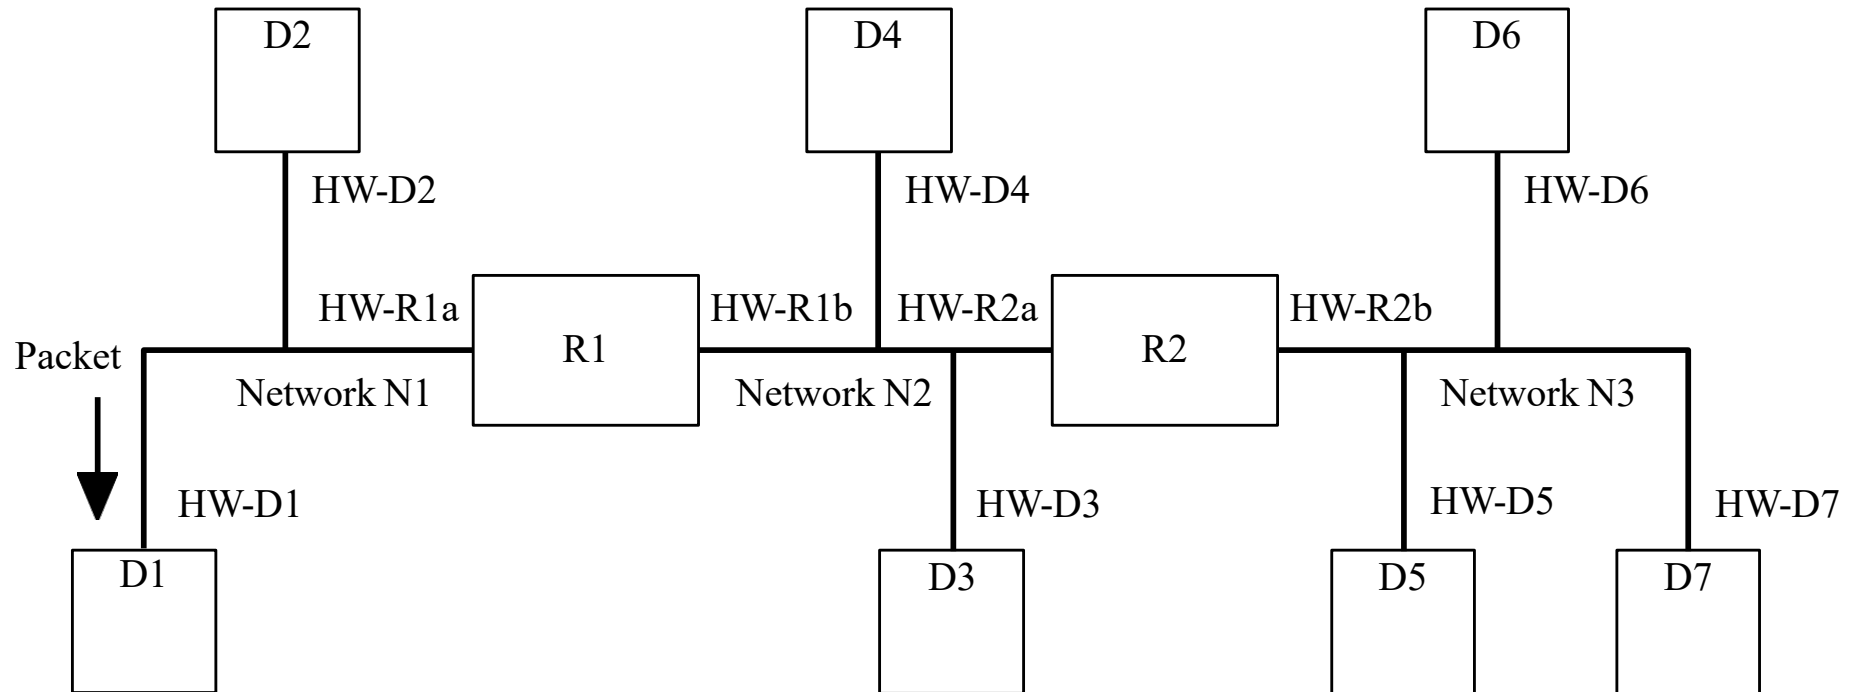 D2
D4
D6
HW-D2
HW-D4
HW-D6
HW-R1a
HW-R1b
HW-R2a
HW-R2b
R1
R2
Packet
Network N1
Network N2
Network N3
HW-D1
HW-D3
HW-D5
HW-D7
D1
D3
D5
D7